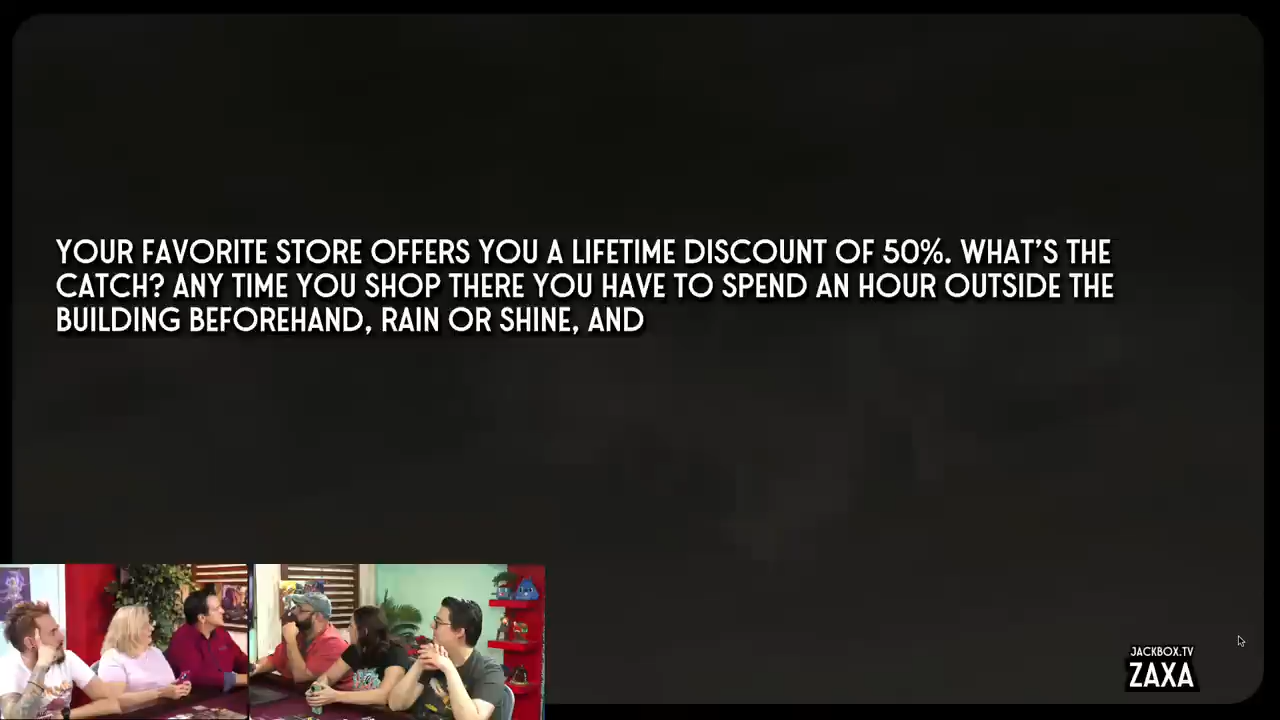 YOUR FAVORITE STORE OFFERS YOU A LIFETIME DISCOUNT OF 50%. WHAT'S THE
CATCH? ANY TIME YOU SHOP THERE YOU HAVE TO SPEND AN HOUR OUTSIDE THE
BUILDING BEFOREHAND, RAIN OR SHINE, AND
JACKBOX.TV
ZAXA